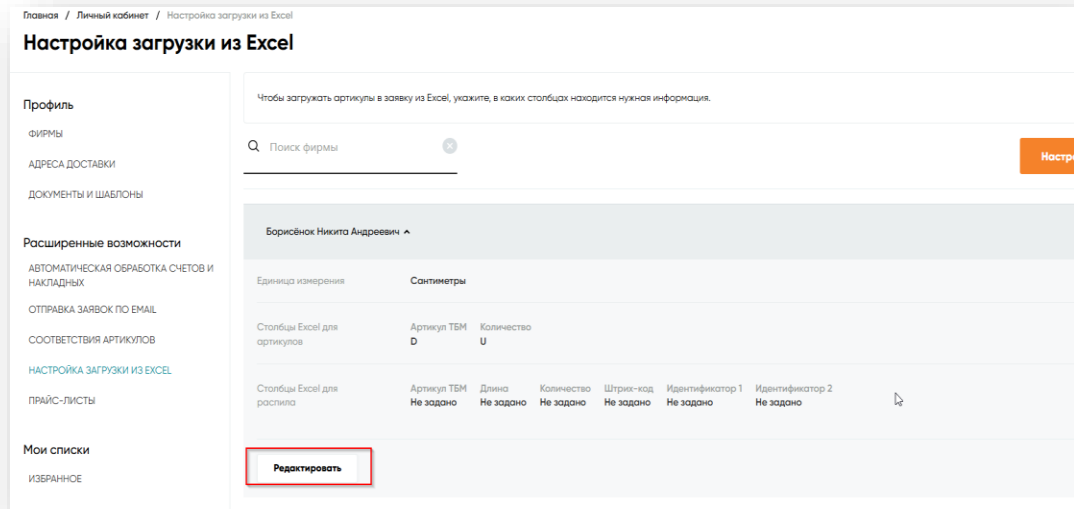 Главная / Личный кабинет / Настройка загрузки из Excel
Настройка загрузки из Excel
Профиль
ФИРМЫ
АДРЕСА ДОСТАВКИ
ДОКУМЕНТЫ И ШАБЛОНЫ
Расширенные возможности
АВТОМАТИЧЕСКАЯ ОБРАБОТКА СЧЕТОВ И
НАКЛАДНЫХ
ОТПРАВКА ЗАЯВОК ПО EMAIL
СООТВЕТСТВИЯ АРТИКУЛОВ
НАСТРОЙКА ЗАГРУЗКИ ИЗ EXCEL
ПРАЙС-ЛИСТЫ
Мои списки
ИЗБРАННОЕ
Чтобы загружать артикулы в заявку из Excel, укажите, в каких столбцах находится нужная информация.
Поиск фирмы
Настро
Борисёнок Никита Андреевич
Единица измерения Сантиметры
Столбцы Excel для артикулов
Артикул ТБМ Количество
D U
Столбцы Excel для распила
Артикул ТБМ Длина Количество Штрих-код Идентификатор 1 Идентификатор 2
Не задано Не задано Не задано Не задано Не задано Не задано
Редактировать